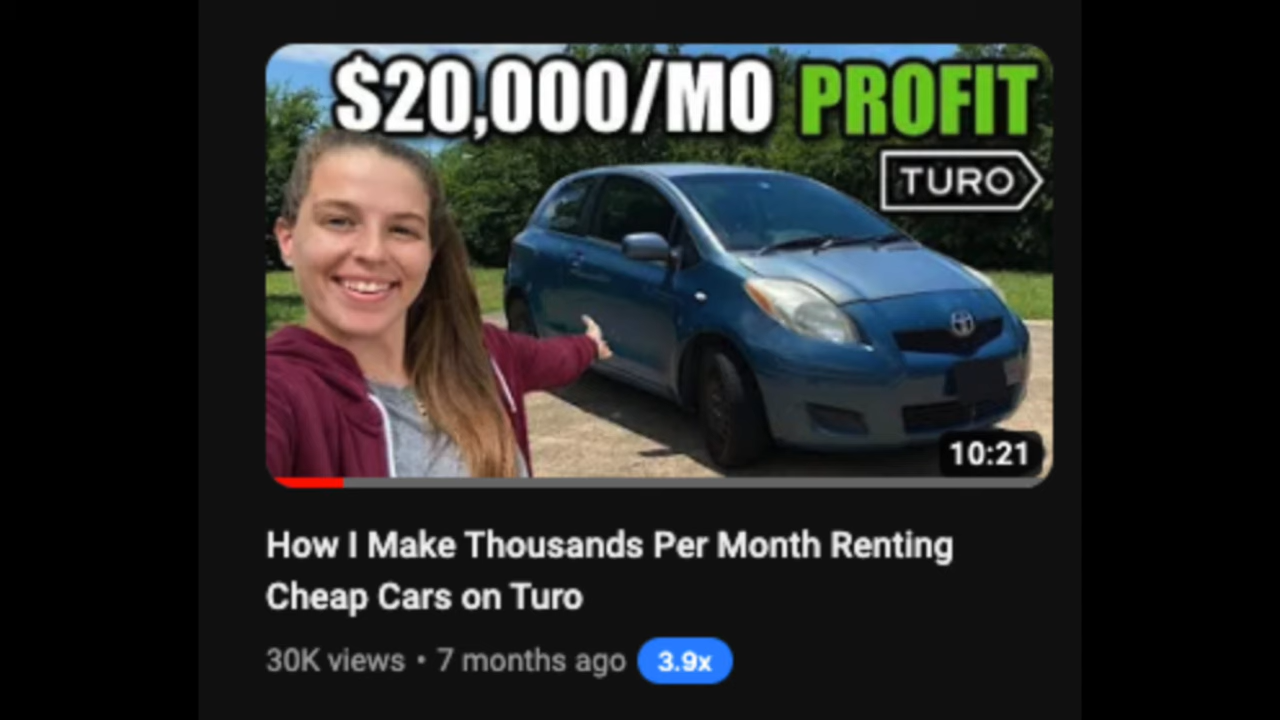 $20,000/MO PROFIT
TURO
10:21
How I Make Thousands Per Month Renting
Cheap Cars on Turo
30K views • 7 months ago 3.9x